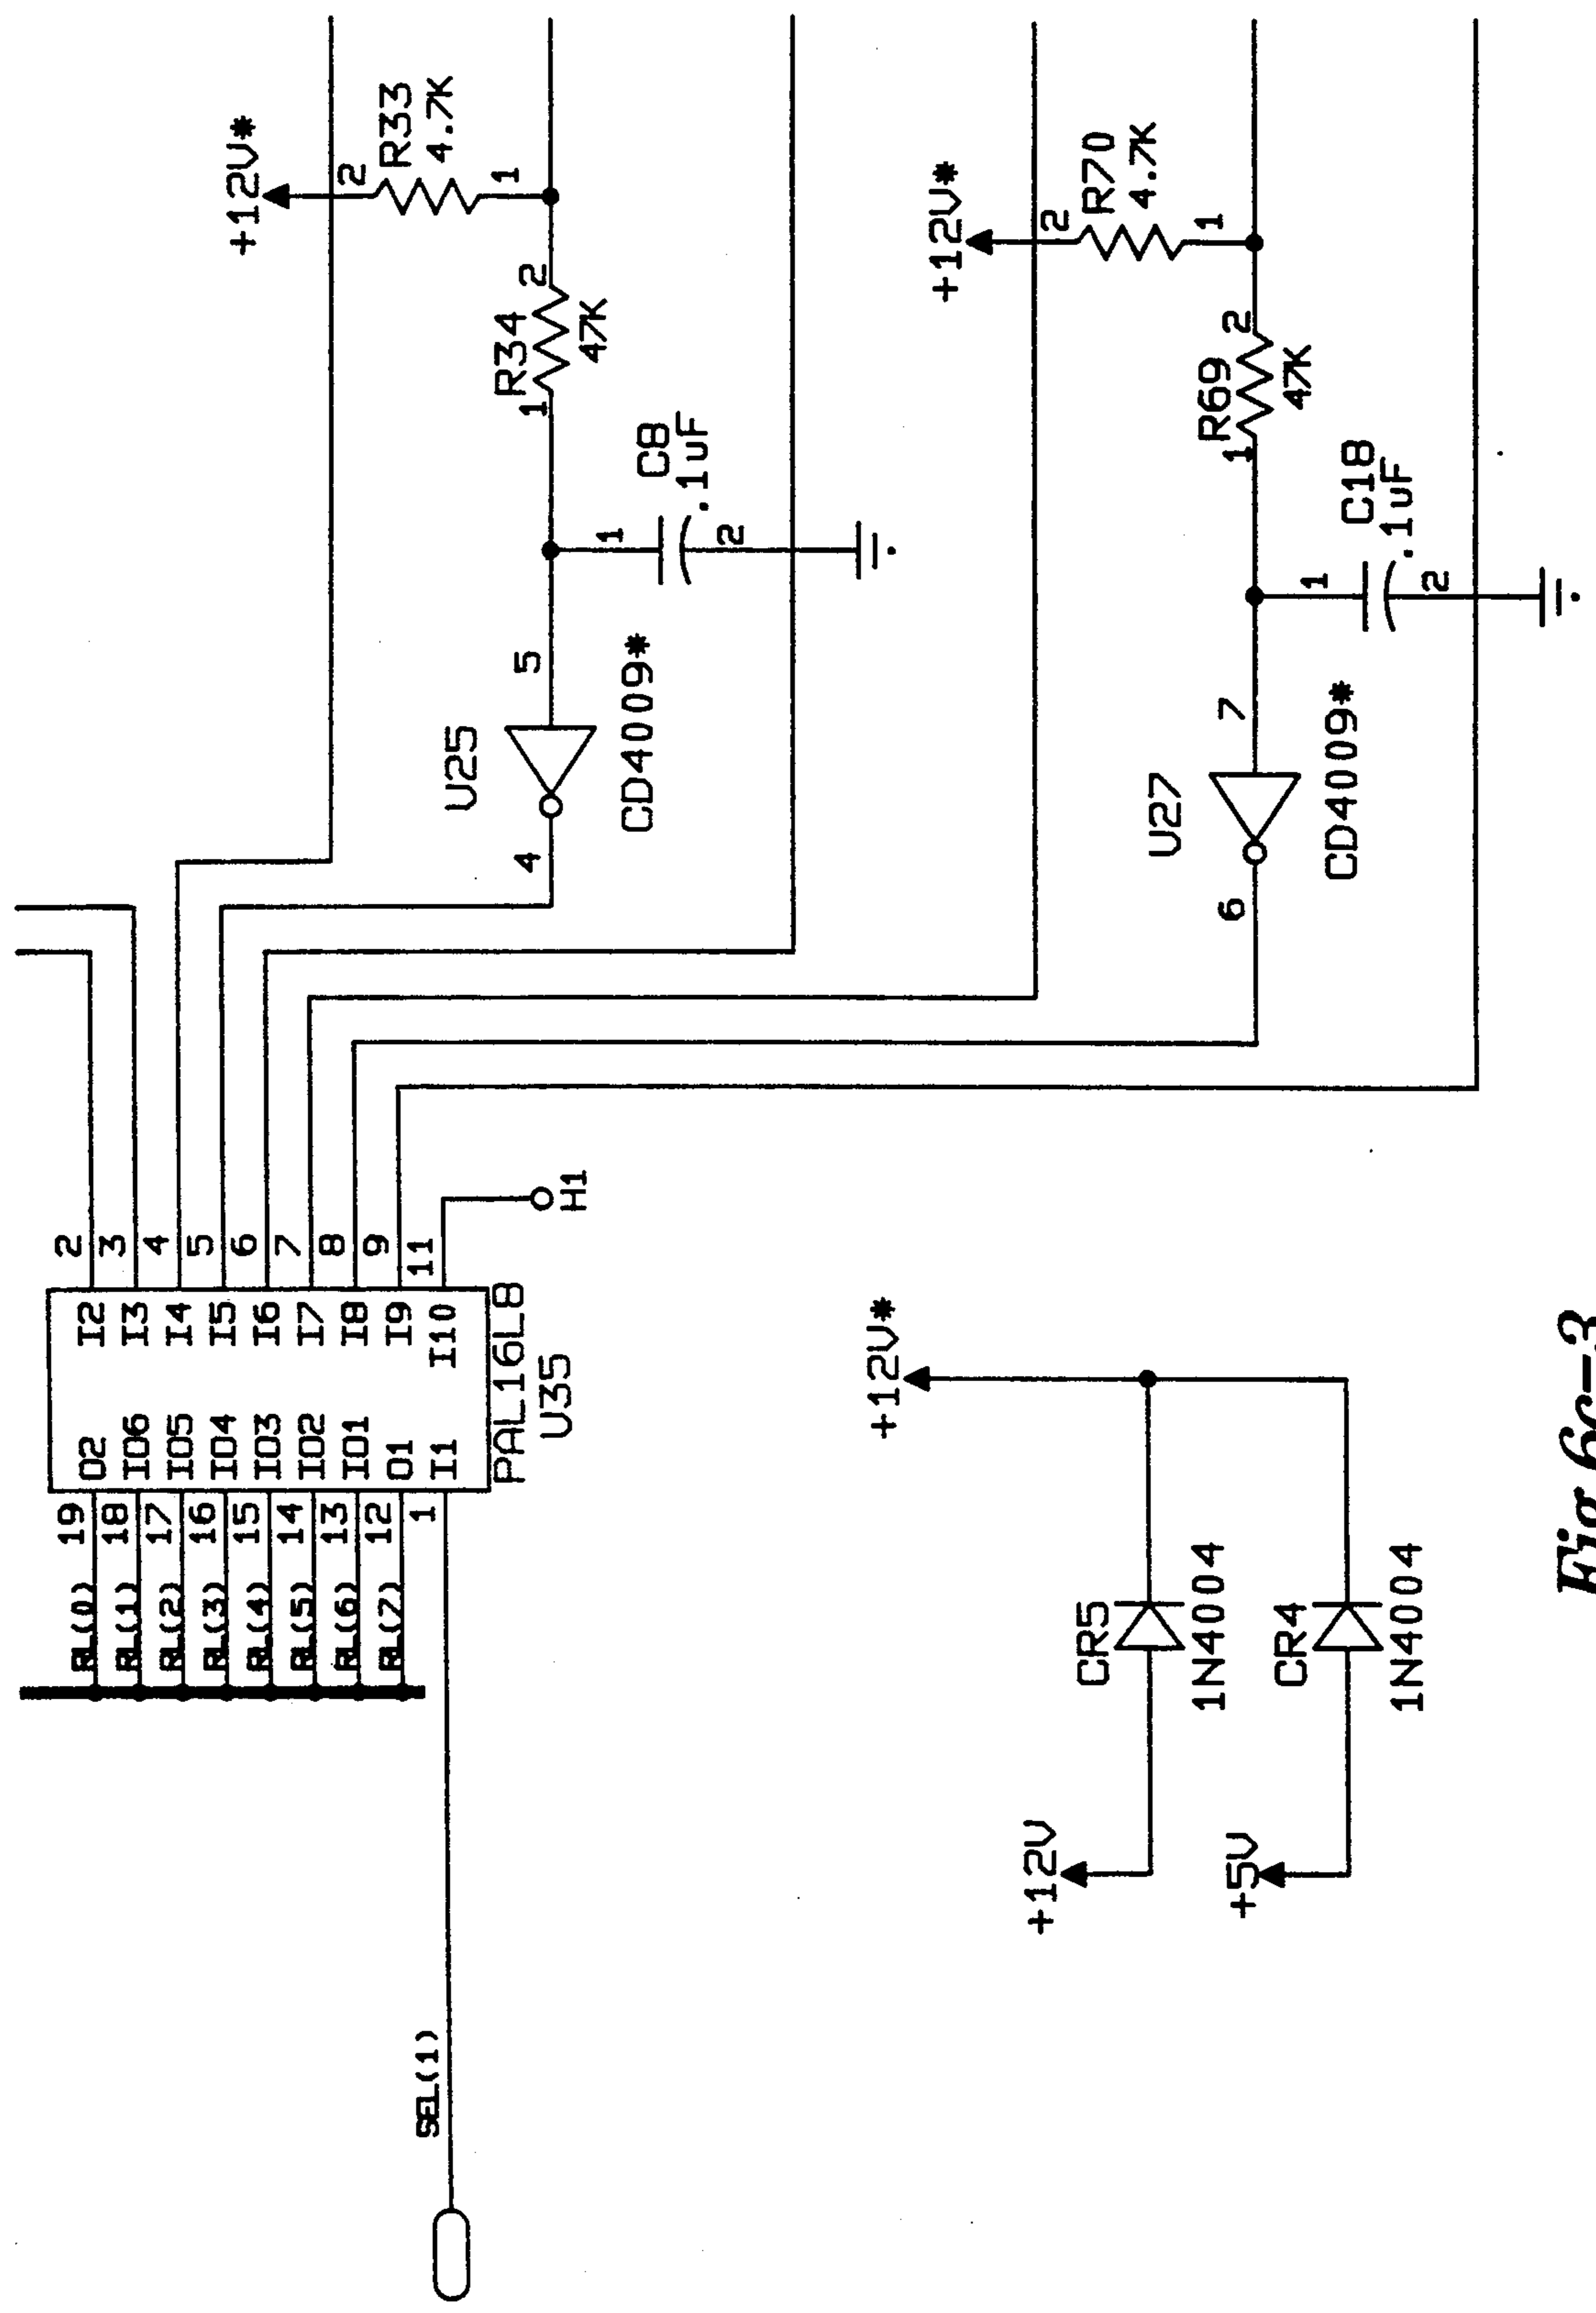 +12V*
2
R33
4.7K
1
R34
2
47K
1
C8
.1uF
1
2
5
U25
4
CD4009*
+12V*
2
R70
4.7K
1
R69
2
47K
1
C18
.1uF
1
2
7
U27
6
CD4009*
2
3
4
5
6
7
8
9
11
H1
I2
I3
I4
I5
I6
I7
I8
I9
I10
O2
IO6
IO5
IO4
IO3
IO2
IO1
O1
I1
PAL16L8
U35
19
18
17
16
15
14
13
12
1
RL(0)
RL(1)
RL(2)
RL(3)
RL(4)
RL(5)
RL(6)
RL(7)
SEL(1)
+12V*
CR5
1N4004
CR4
1N4004
+12V
+5V
Fig. 6c-3